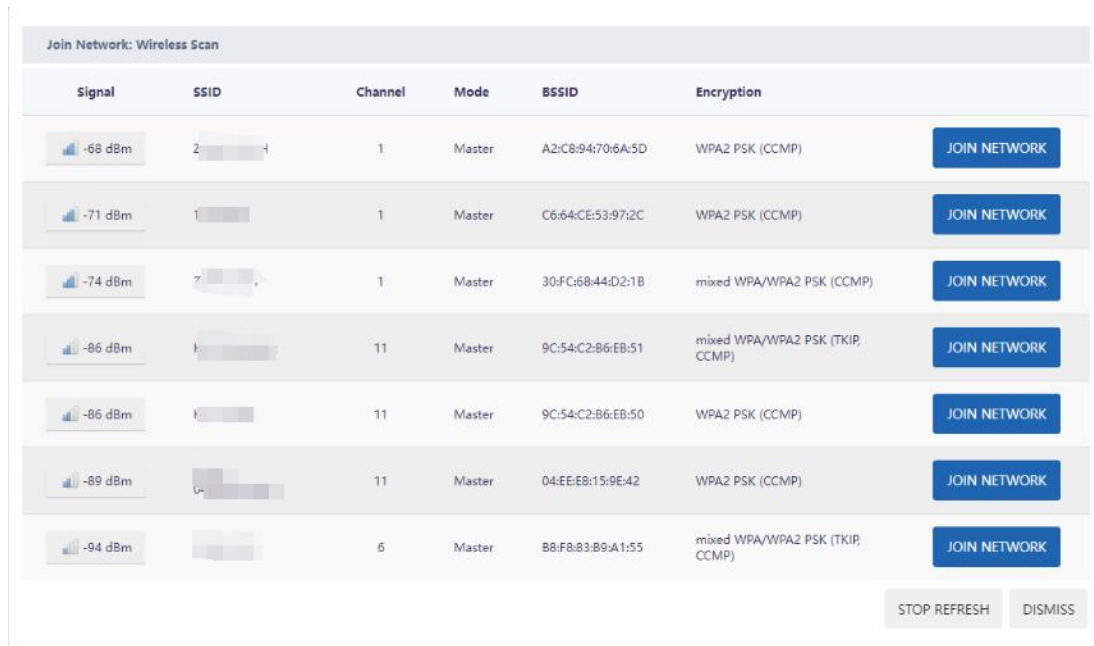 Join Network: Wireless Scan
Signal SSID Channel Mode BSSID Encryption
-68 dBm 1 Master A2:C8:94:70:6A:5D WPA2 PSK (CCMP) JOIN NETWORK
-71 dBm 1 Master C6:64:CE:53:97:2C WPA2 PSK (CCMP) JOIN NETWORK
-74 dBm 1 Master 30:FC:68:44:D2:1B mixed WPA/WPA2 PSK (CCMP) JOIN NETWORK
-86 dBm 11 Master 9C:54:C2:B6:EB:51 mixed WPA/WPA2 PSK (TKIP, JOIN NETWORK
CCMP)
-86 dBm 11 Master 9C:54:C2:B6:EB:50 WPA2 PSK (CCMP) JOIN NETWORK
-89 dBm 11 Master 04:EE:E8:15:9E:42 WPA2 PSK (CCMP) JOIN NETWORK
-94 dBm 6 Master B8:F8:83:B9:A1:55 mixed WPA/WPA2 PSK (TKIP, JOIN NETWORK
CCMP)
STOP REFRESH DISMISS